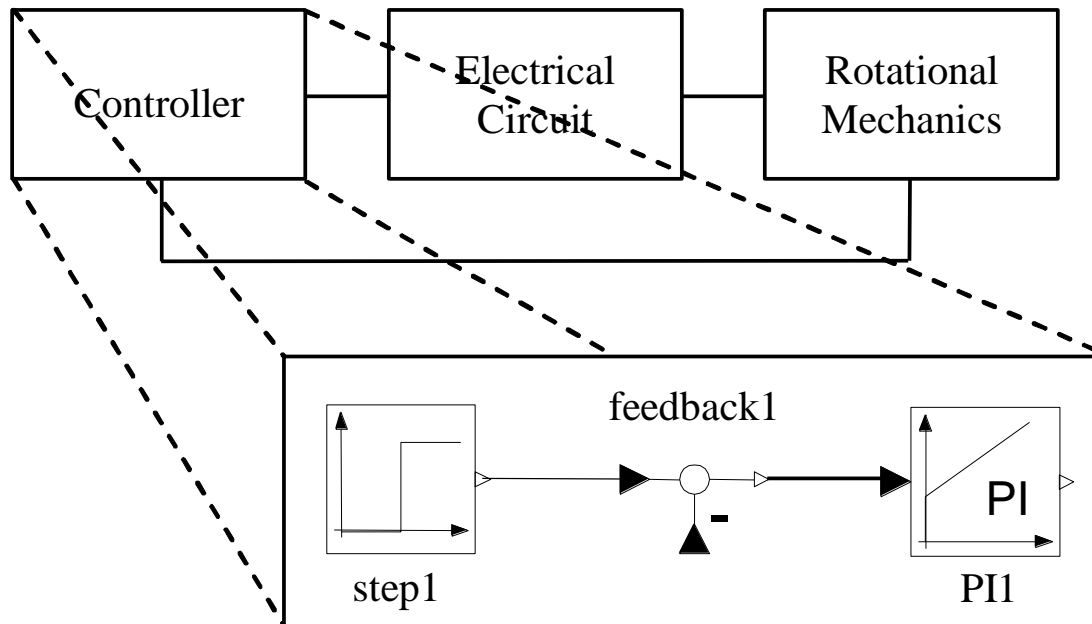 Controller
Electrical
Circuit
Rotational
Mechanics
feedback1
PI
step1
PI1